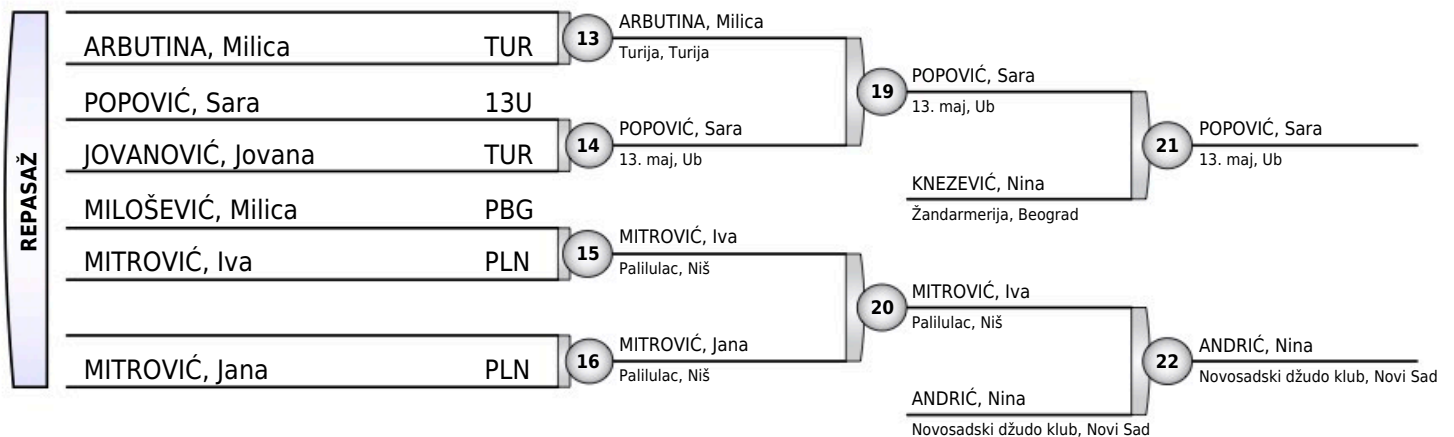 REPASAŽ
ARBUTINA, Milica TUR
POPOVIĆ, Sara 13U
JOVANOVIĆ, Jovana TUR
MILOŠEVIĆ, Milica PBG
MITROVIĆ, Iva PLN
MITROVIĆ, Jana PLN
13
ARBUTINA, Milica
Turija, Turija
14
POPOVIĆ, Sara
13. maj, Ub
15
MITROVIĆ, Iva
Palilulac, Niš
16
MITROVIĆ, Jana
Palilulac, Niš
19
POPOVIĆ, Sara
13. maj, Ub
KNEZEVIĆ, Nina
Žandarmerija, Beograd
20
MITROVIĆ, Iva
Palilulac, Niš
ANDRIĆ, Nina
Novosadski džudo klub, Novi Sad
21
POPOVIĆ, Sara
13. maj, Ub
22
ANDRIĆ, Nina
Novosadski džudo klub, Novi Sad